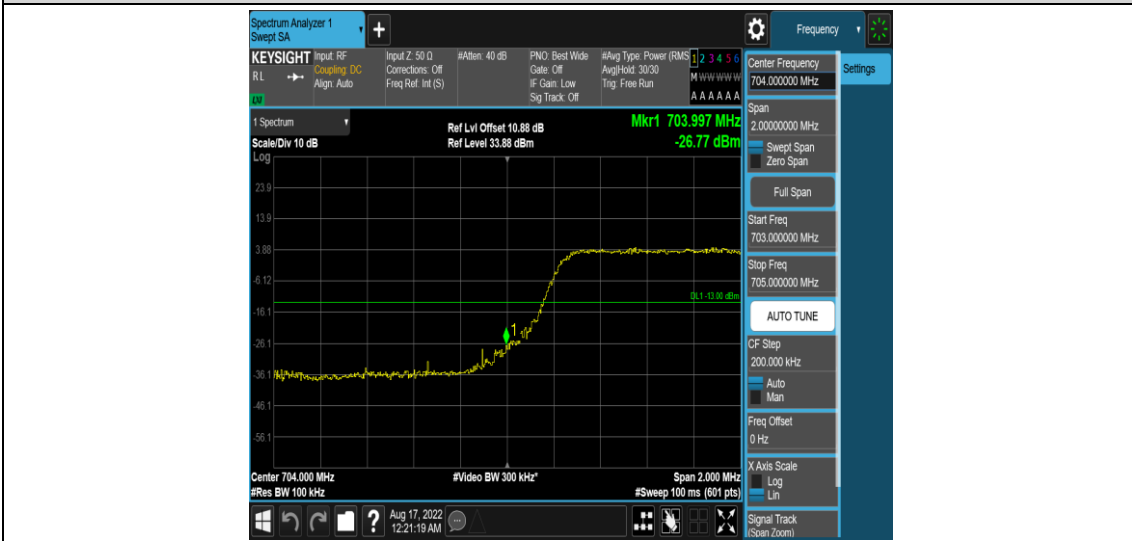 Spectrum Analyzer 1
Swept SA
+
Frequency
KEYSIGHT
Input: RF
Input Z: 50 Ω
#Atten: 40 dB
PNO: Best Wide
#Avg Type: Power (RMS
1 2 3 4 5 6
R L
Coupling: DC
Corrections: Off
Gate: Off
Avg|Hold: 30/30
M W W W W W
Align: Auto
Freq Ref: Int (S)
IF Gain: Low
Trig: Free Run
Sig Track: Off
A A A A A A
LXI
Center Frequency
704.000000 MHz
Settings
1 Spectrum
Ref Lvl Offset 10.88 dB
Mkr1 703.997 MHz
Scale/Div 10 dB
Ref Level 33.88 dBm
-26.77 dBm
Log
23.9
13.9
3.88
-6.12
-16.1
-26.1
-36.1
-46.1
-56.1
DL1 -13.00 dBm
1
Center 704.000 MHz
#Video BW 300 kHz*
Span 2.000 MHz
#Res BW 100 kHz
#Sweep 100 ms (601 pts)
Span
2.00000000 MHz
Swept Span
Zero Span
Full Span
Start Freq
703.000000 MHz
Stop Freq
705.000000 MHz
AUTO TUNE
CF Step
200.000 kHz
Auto
Man
Freq Offset
0 Hz
X Axis Scale
Log
Lin
Signal Track
(Span Zoom)
?
Aug 17, 2022
12:21:19 AM